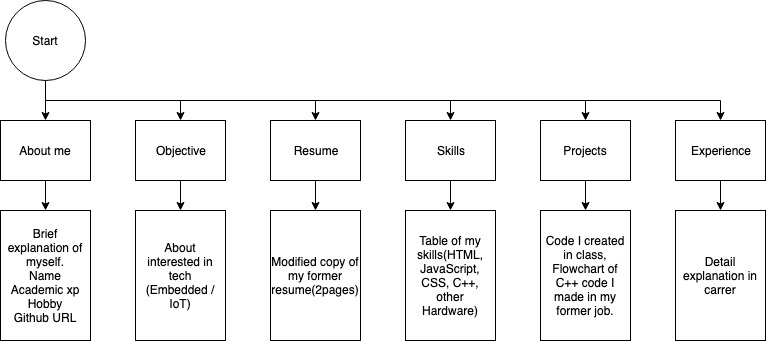 Start
About me
Objective
Resume
Skills
Projects
Experience
Brief
explanation of
myself.
Name
Academic xp
Hobby
Github URL
About
interested in
tech
(Embedded /
IoT)
Modified copy of
my former
resume(2pages)
Table of my
skills(HTML,
JavaScript,
CSS, C++,
other
Hardware)
Code I created
in class,
Flowchart of
C++ code I
made in my
former job.
Detail
explanation in
carrer